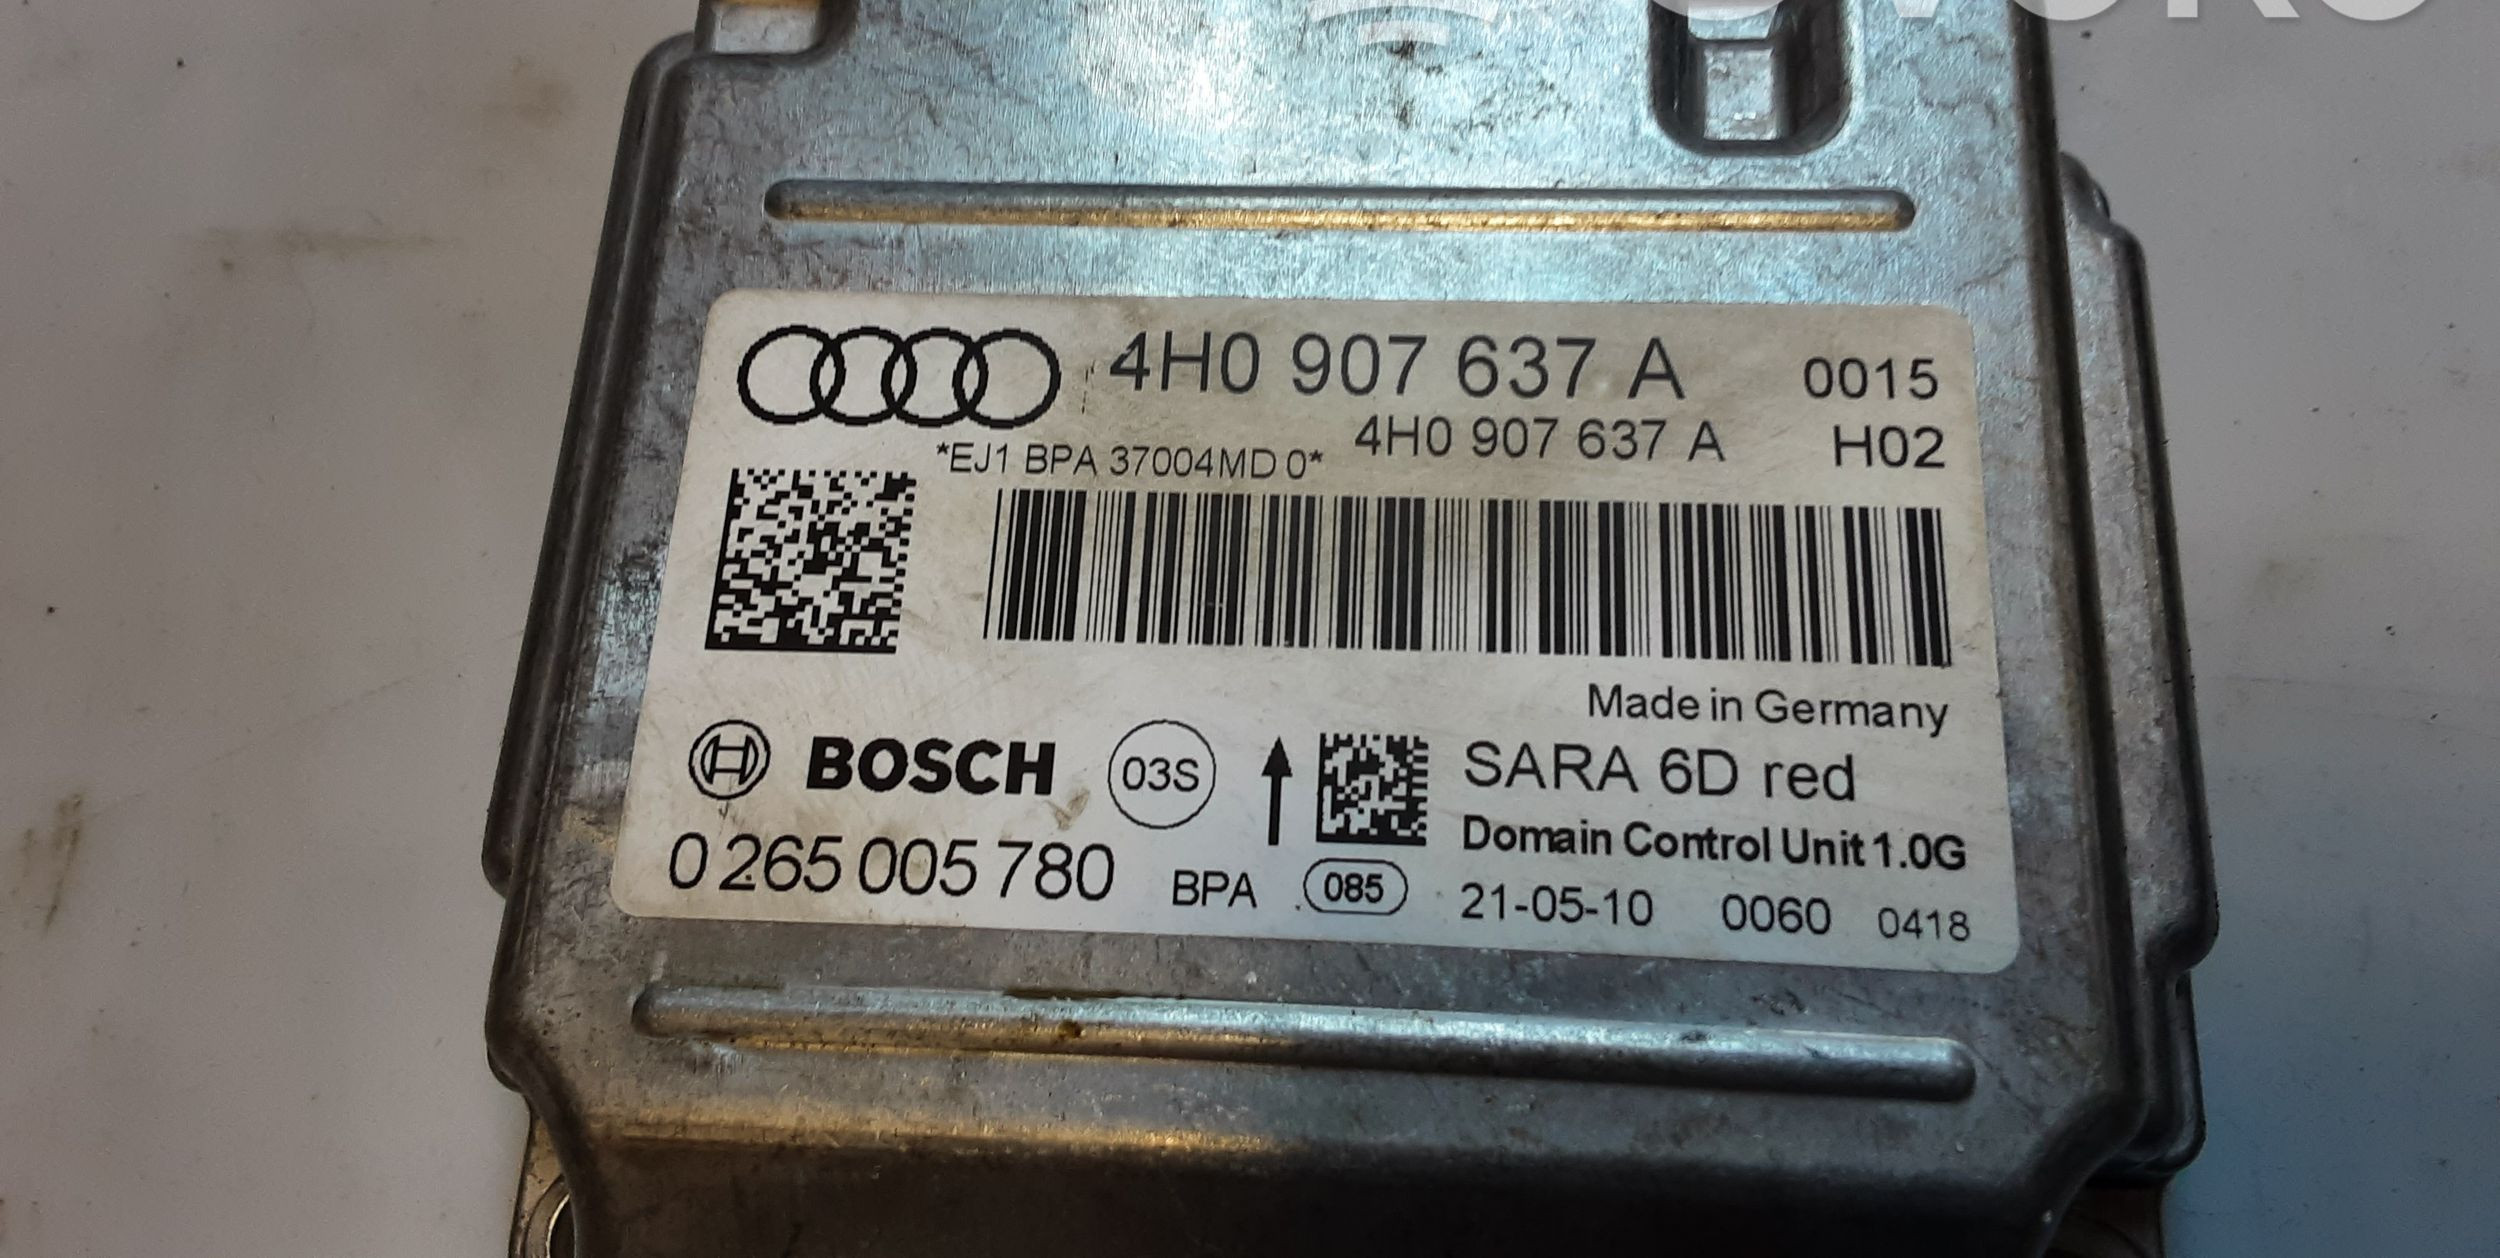 4H0 907 637 A 0015
*EJ1 BPA 37004MD 0* 4H0 907 637 A H02
Made in Germany
BOSCH 03S SARA 6D red
Domain Control Unit 1.0G
0 265 005 780 BPA 085 21-05-10 0060 0418